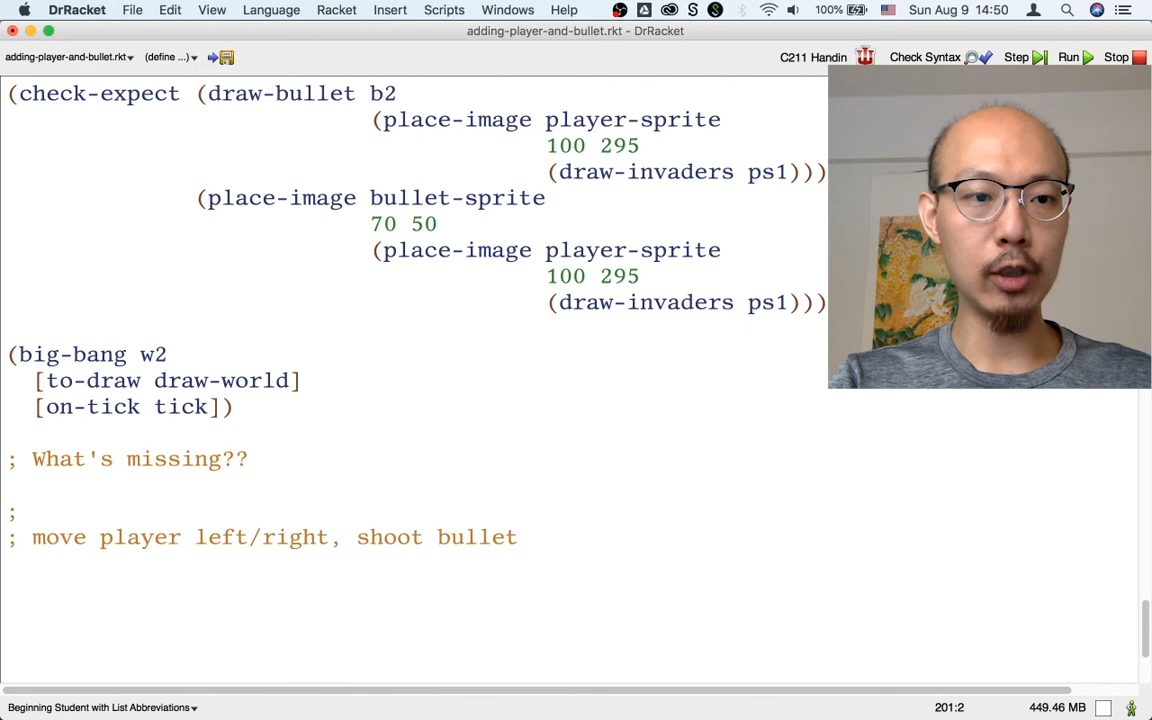 DrRacket File Edit View Language Racket Insert Scripts Windows Help 100% Sun Aug 9 14:50
adding-player-and-bullet.rkt - DrRacket
adding-player-and-bullet.rkt (define ...) C211 Handin Check Syntax Step Run Stop
(check-expect (draw-bullet b2
(place-image player-sprite
100 295
(draw-invaders ps1)))
(place-image bullet-sprite
70 50
(place-image player-sprite
100 295
(draw-invaders ps1)))
(big-bang w2
[to-draw draw-world]
[on-tick tick])
; What's missing??
;
; move player left/right, shoot bullet
Beginning Student with List Abbreviations 201:2 449.46 MB